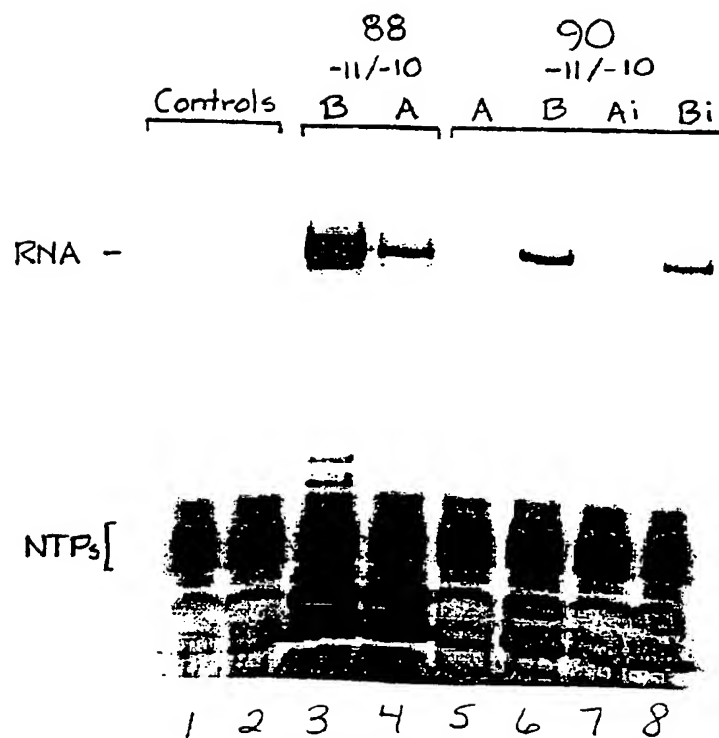 88 90
-11/-10 -11/-10
Controls B A A B Ai Bi
RNA -
NTPs[
1 2 3 4 5 6 7 8